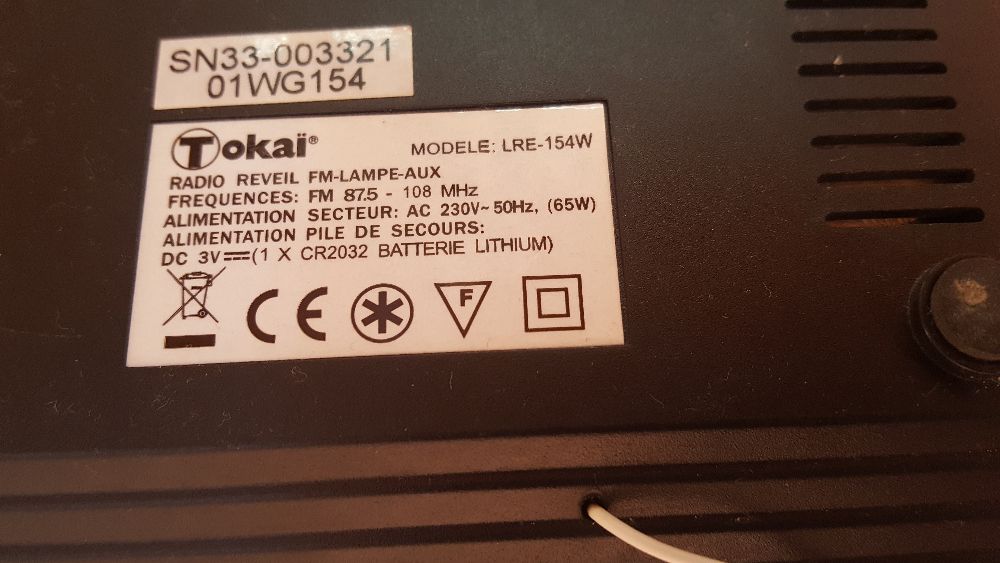 SN33-003321
01WG154
Tokaï® MODELE: LRE-154W
RADIO REVEIL FM-LAMPE-AUX
FREQUENCES: FM 87.5 - 108 MHz
ALIMENTATION SECTEUR: AC 230V~50Hz, (65W)
ALIMENTATION PILE DE SECOURS:
DC 3V⎓(1 X CR2032 BATTERIE LITHIUM)
CE F